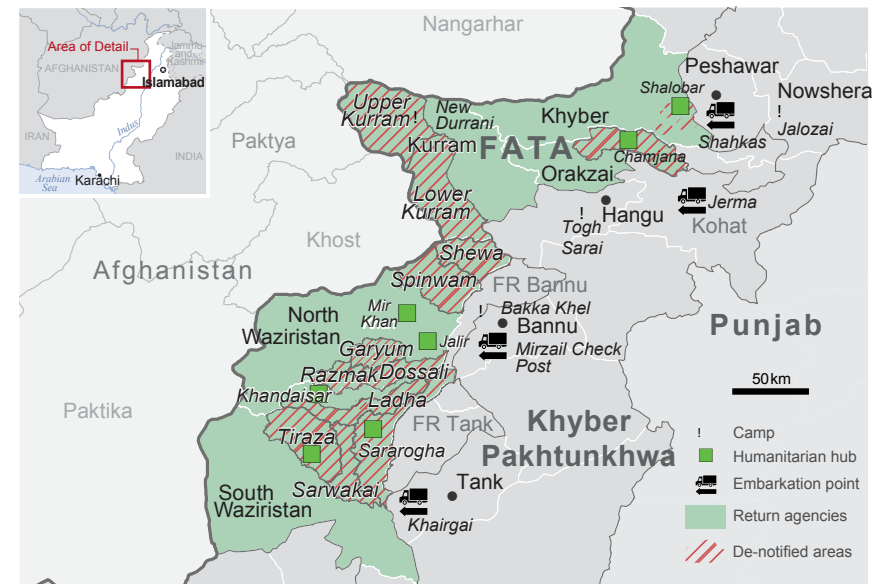 Area of Detail
Jammu
and
Kashmir
AFGHANISTAN
Islamabad
IRAN
Indus
INDIA
Arabian
Sea
Karāchi
Nangarhar
Peshawar
Nowshera
!
Jalozai
Shalobar
Shahkas
Upper
Kurram!
New
Durrani
Khyber
Paktya
Kurram
FATA
Chamjana
Orakzai
Jerma
Kohat
Lower
Kurram
!
Hangu
Togh
Sarai
Khost
Shewa
Afghanistan
Spinwam
FR Bannu
!
Bakka Khel
Bannu
Mirzail Check
Post
Punjab
North
Waziristan
Mir
Khan
Jalir
Garyum
Razmak
Dossali
Khandaisar
Ladha
50km
Paktika
FR Tank
Khyber
Pakhtunkhwa
Tiraza
Sararogha
Sarwakai
South
Waziristan
Tank
Khairgai
! Camp
Humanitarian hub
Embarkation point
Return agencies
De-notified areas